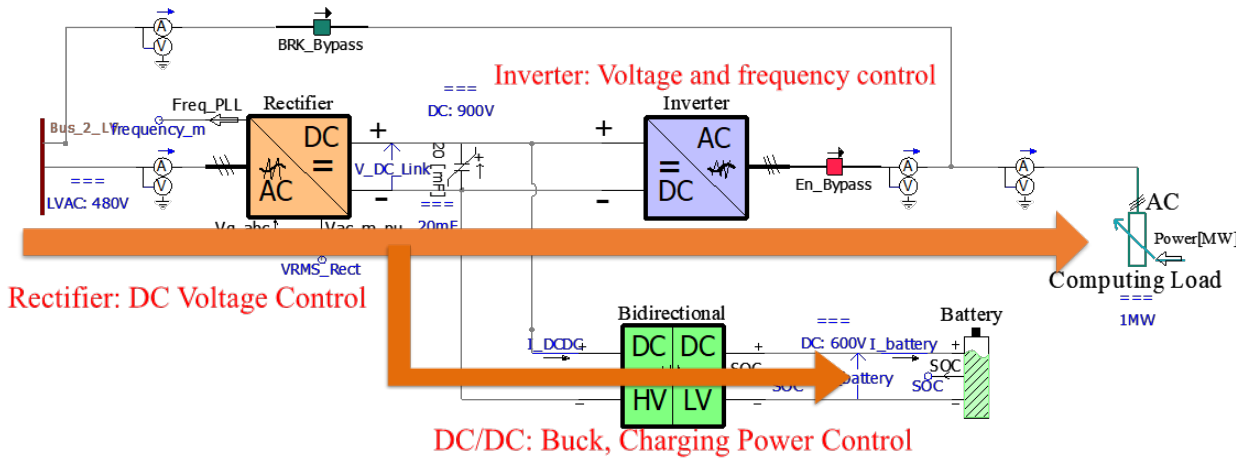 A
V
BRK_Bypass
Inverter: Voltage and frequency control
Freq_PLL
Rectifier
===
DC: 900V
Inverter
Bus_2_LV
frequency_m
DC
=
AC
+
-
V_DC_Link
20 [mF]
+
===
20mF
+
-
AC
=
DC
En_Bypass
A
V
A
V
A
V
===
LVAC: 480V
VRMS_Rect
AC
Power[MW]
Computing Load
===
1MW
Rectifier: DC Voltage Control
Bidirectional
===
DC: 600V
I_battery
Battery
I_DCDC
+
-
DC
DC
HV
LV
+
-
SOC
SOC
+
SOC
-
DC/DC: Buck, Charging Power Control